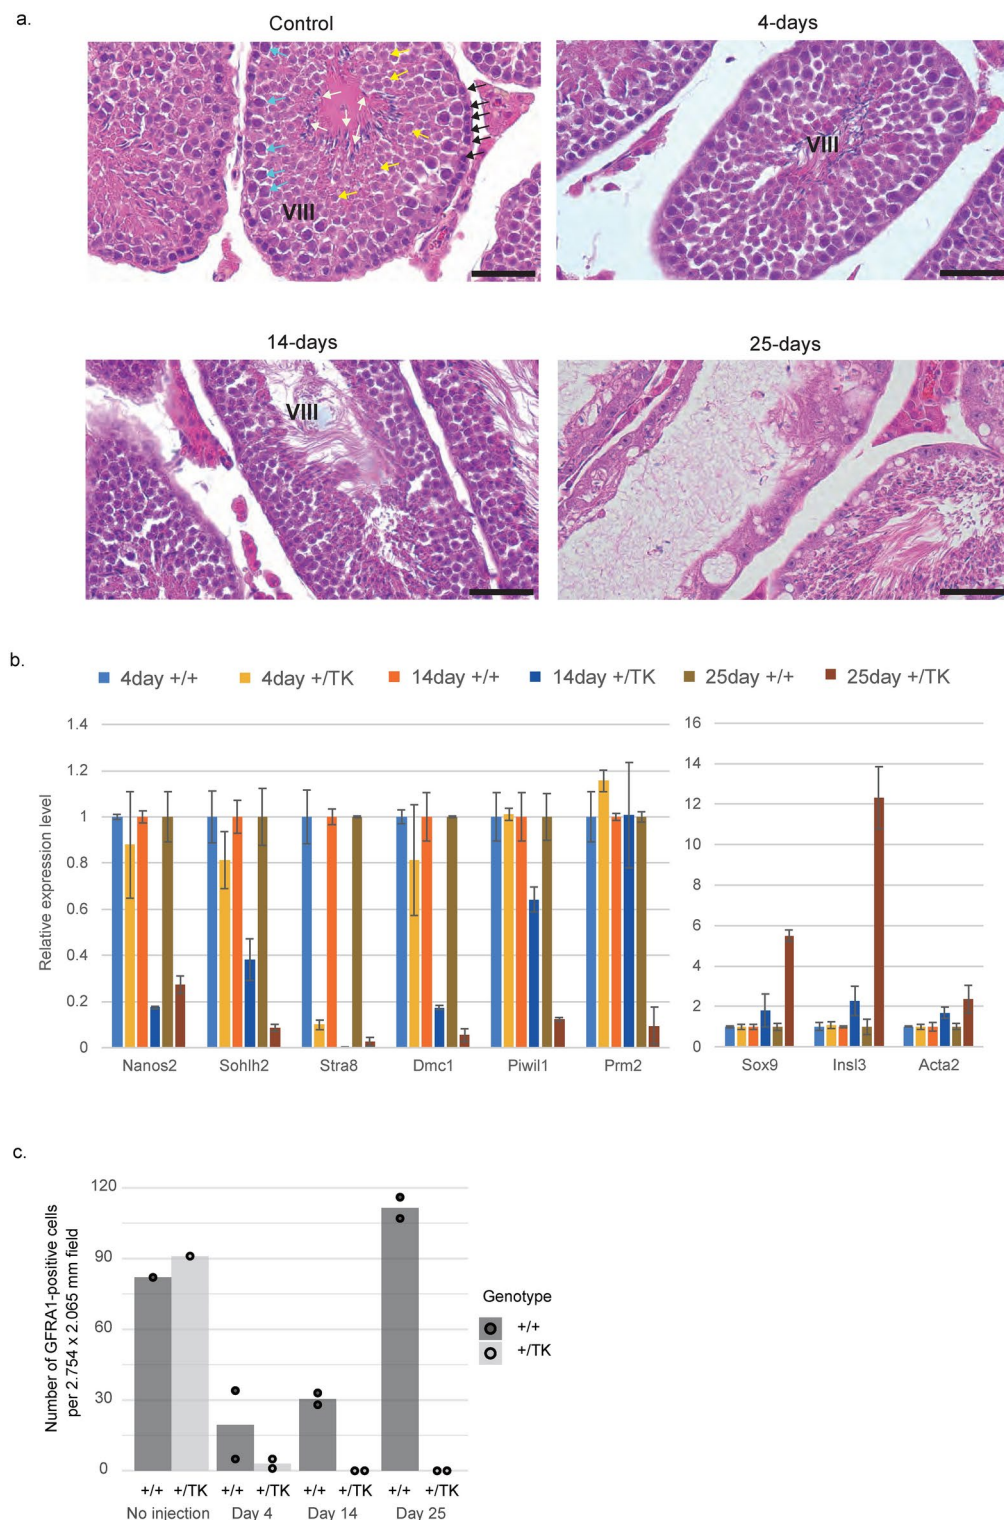 a.
Control
4-days
VIII
VIII
14-days
25-days
VIII
b.
4day +/+ 4day +/TK 14day +/+ 14day +/TK 25day +/+ 25day +/TK
Relative expression level
1.4
1.2
1
0.8
0.6
0.4
0.2
0
Nanos2 Sohlh2 Stra8 Dmc1 Piwil1 Prm2
16
14
12
10
8
6
4
2
0
Sox9 Insl3 Acta2
c.
Number of GFRA1-positive cells
per 2.754 x 2.065 mm field
120
90
60
30
0
+/+ +/TK +/+ +/TK +/+ +/TK +/+ +/TK
No injection Day 4 Day 14 Day 25
Genotype
+/+
+/TK